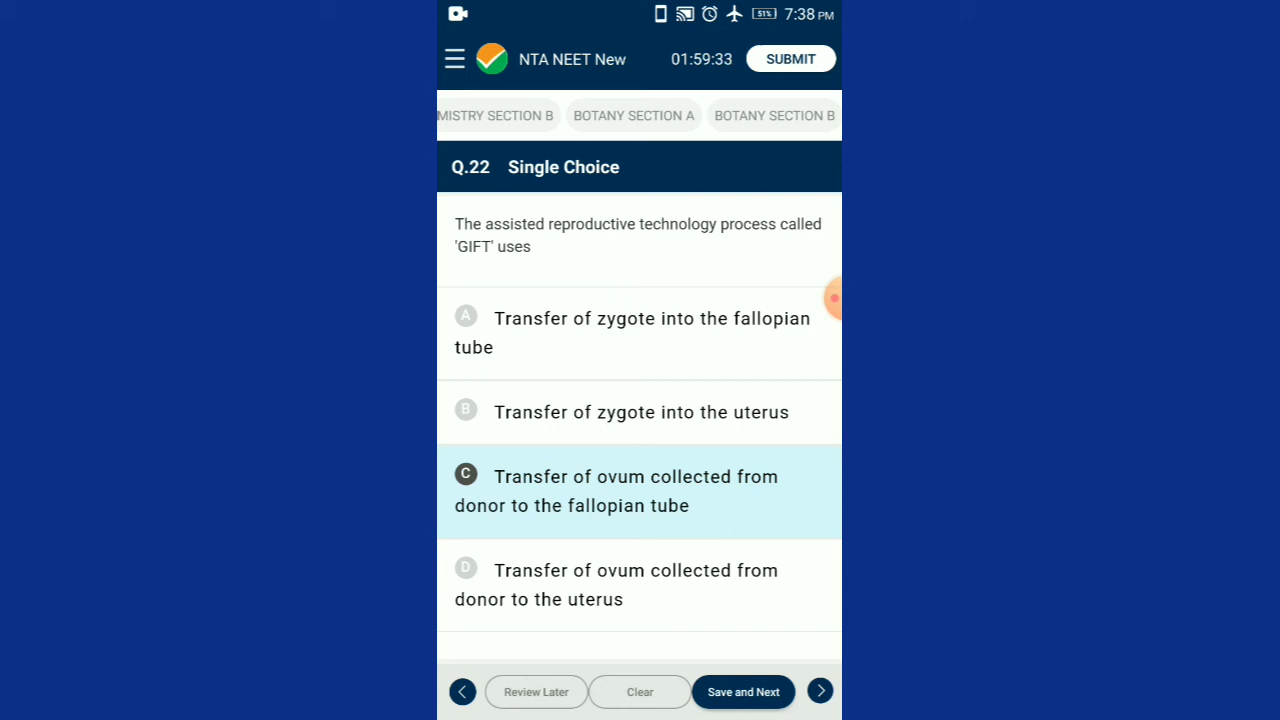 51% 7:38 PM
NTA NEET New 01:59:33 SUBMIT
MISTRY SECTION B BOTANY SECTION A BOTANY SECTION B
Q.22 Single Choice
The assisted reproductive technology process called
'GIFT' uses
A Transfer of zygote into the fallopian
tube
B Transfer of zygote into the uterus
C Transfer of ovum collected from
donor to the fallopian tube
D Transfer of ovum collected from
donor to the uterus
Review Later Clear Save and Next